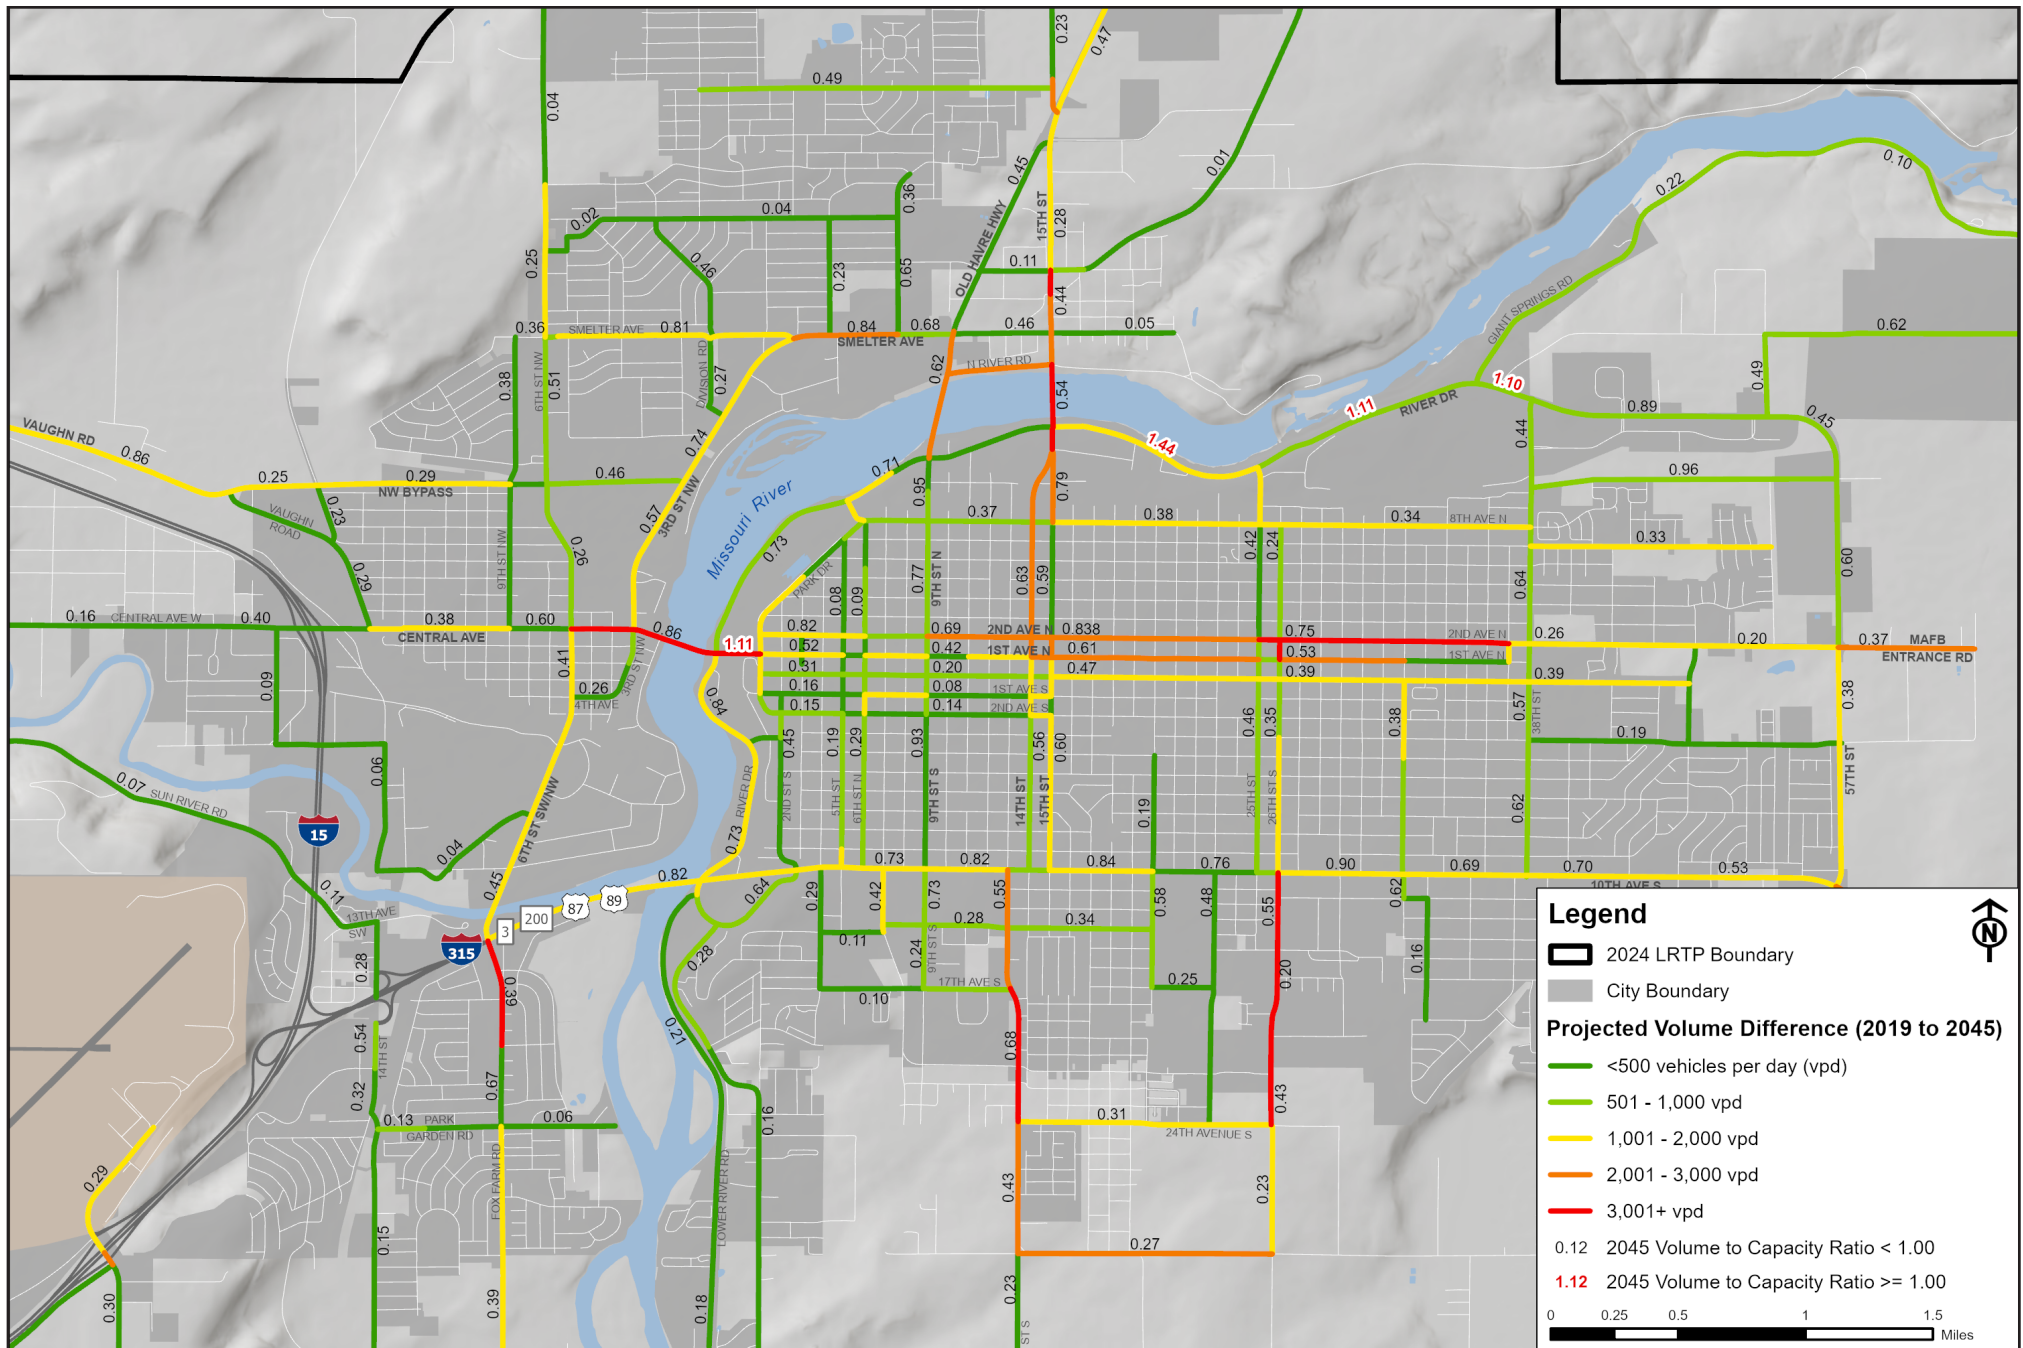 0.23
0.47
0.49
0.04
0.45
0.01
0.10
0.22
0.36
0.04
0.02
15TH ST
0.28
OLD HAVRE HWY
0.25
0.46
0.23
0.65
0.11
0.44
GIANT SPRINGS RD
0.36
SMELTER AVE
0.81
0.84
0.68
0.46
0.05
0.62
SMELTER AVE
N RIVER RD
0.62
0.38
6TH ST NW
0.51
DIVISION RD
0.27
0.54
1.10
1.11
RIVER DR
0.49
0.89
0.45
0.44
VAUGHN RD
0.86
0.74
1.44
0.25
0.29
NW BYPASS
0.46
0.71
0.96
0.95
0.79
Missouri River
VAUGHN
ROAD
0.23
0.57
3RD ST NW
0.37
0.38
0.34
8TH AVE N
0.33
0.73
0.42
0.24
9TH ST NW
0.26
0.29
PARK DR
0.08
0.09
0.77
9TH ST N
0.63
0.59
0.64
0.60
0.16
CENTRAL AVE W
0.40
0.38
CENTRAL AVE
0.60
0.86
1.11
0.82
0.69
2ND AVE N
0.838
0.75
2ND AVE N
0.26
0.20
0.37
MAFB
ENTRANCE RD
0.52
0.42
1ST AVE N
0.61
0.53
1ST AVE N
0.31
0.20
0.47
0.39
0.39
0.16
0.08
1ST AVE S
0.15
0.14
2ND AVE S
0.41
3RD ST NW
0.26
4TH AVE
0.09
0.84
0.45
0.19
0.29
0.93
0.56
0.60
0.46
0.35
0.38
0.57
38TH ST
0.38
0.19
0.06
0.07
SUN RIVER RD
15
RIVER DR
2ND ST S
5TH ST
6TH ST N
9TH ST S
14TH ST
15TH ST
0.19
25TH ST
26TH ST S
0.62
57TH ST
6TH ST SW/NW
0.04
0.73
0.45
0.82
0.73
0.82
0.84
0.76
0.90
0.69
0.70
0.53
10TH AVE S
0.11
13TH AVE
SW
3
200
87
89
315
0.64
0.29
0.42
0.73
0.55
0.58
0.48
0.55
0.62
0.28
0.34
0.11
0.24
9TH ST S
0.28
0.28
0.39
0.16
0.25
0.20
17TH AVE S
0.10
0.21
0.54
14TH ST
0.68
0.32
0.67
0.16
0.43
0.13
PARK
GARDEN RD
0.06
0.31
24TH AVENUE S
0.29
FOX FARM RD
LOWER RIVER RD
0.43
0.23
0.15
0.27
0.30
0.39
0.18
0.23
ST S
Legend
N
2024 LRTP Boundary
City Boundary
Projected Volume Difference (2019 to 2045)
<500 vehicles per day (vpd)
501 - 1,000 vpd
1,001 - 2,000 vpd
2,001 - 3,000 vpd
3,001+ vpd
0.12 2045 Volume to Capacity Ratio < 1.00
1.12 2045 Volume to Capacity Ratio >= 1.00
0 0.25 0.5 1 1.5
Miles